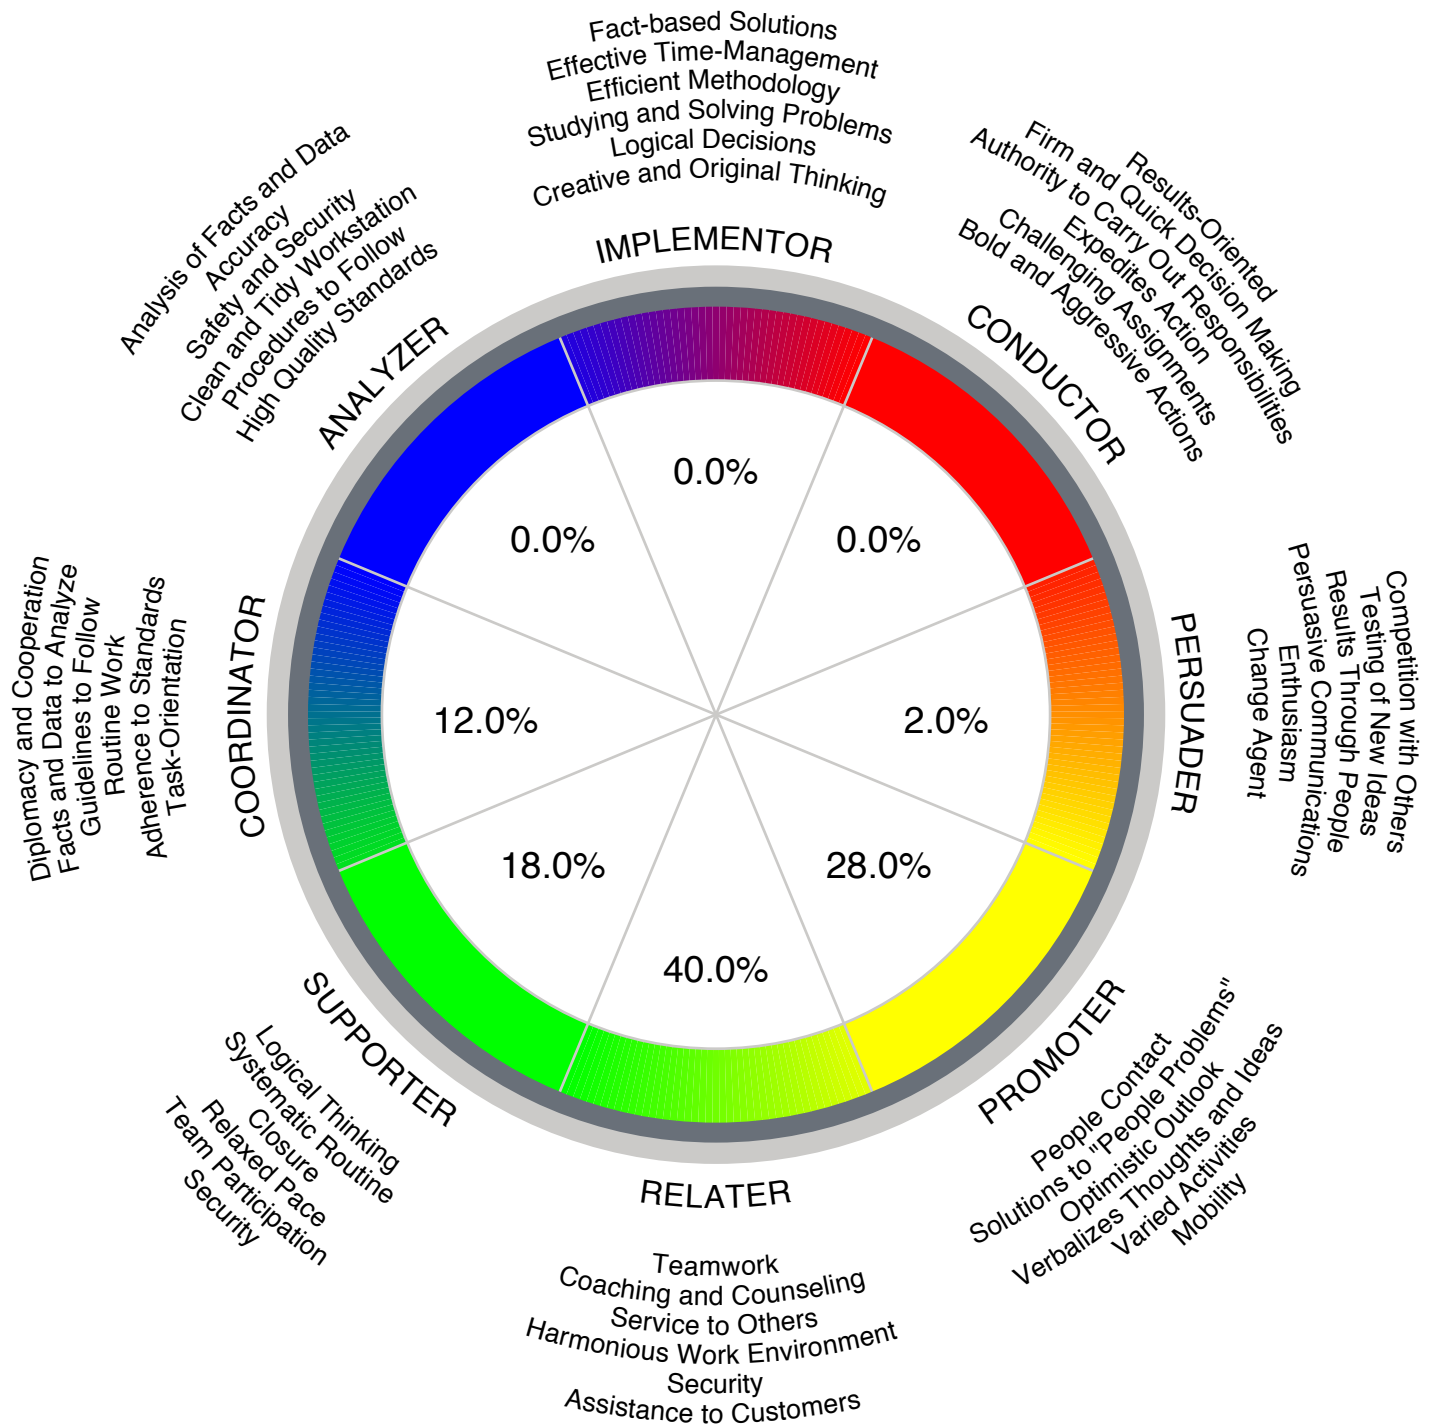 Fact-based Solutions
Effective Time-Management
Efficient Methodology
Studying and Solving Problems
Logical Decisions
Creative and Original Thinking
IMPLEMENTOR
0.0%
Results-Oriented
Firm and Quick Decision Making
Authority to Carry Out Responsibilities
Expedites Action
Challenging Assignments
Bold and Aggressive Actions
CONDUCTOR
0.0%
Competition with Others
Testing of New Ideas
Results Through People
Persuasive Communications
Enthusiasm
Change Agent
PERSUADER
2.0%
PROMOTER
28.0%
People Contact
Solutions to "People Problems"
Optimistic Outlook
Verbalizes Thoughts and Ideas
Varied Activities
Mobility
40.0%
RELATER
Teamwork
Coaching and Counseling
Service to Others
Harmonious Work Environment
Security
Assistance to Customers
18.0%
SUPPORTER
Logical Thinking
Systematic Routine
Closure
Relaxed Pace
Team Participation
Security
Diplomacy and Cooperation
Facts and Data to Analyze
Guidelines to Follow
Routine Work
Adherence to Standards
Task-Orientation
COORDINATOR
12.0%
Analysis of Facts and Data
Accuracy
Safety and Security
Clean and Tidy Workstation
Procedures to Follow
High Quality Standards
ANALYZER
0.0%